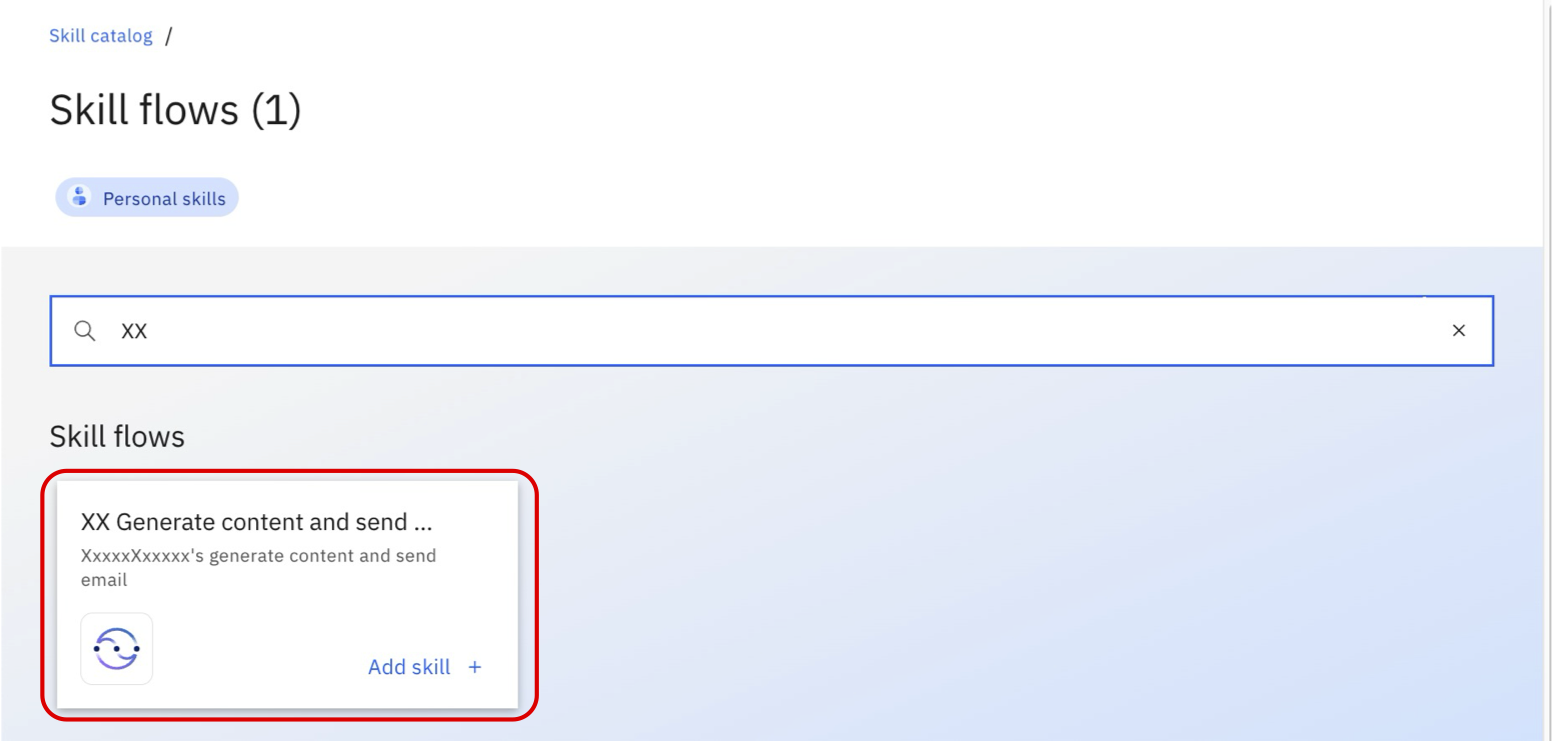 Skill catalog /
Skill flows (1)
Personal skills
XX
Skill flows
XX Generate content and send ...
XxxxxXxxxxx's generate content and send
email
Add skill +